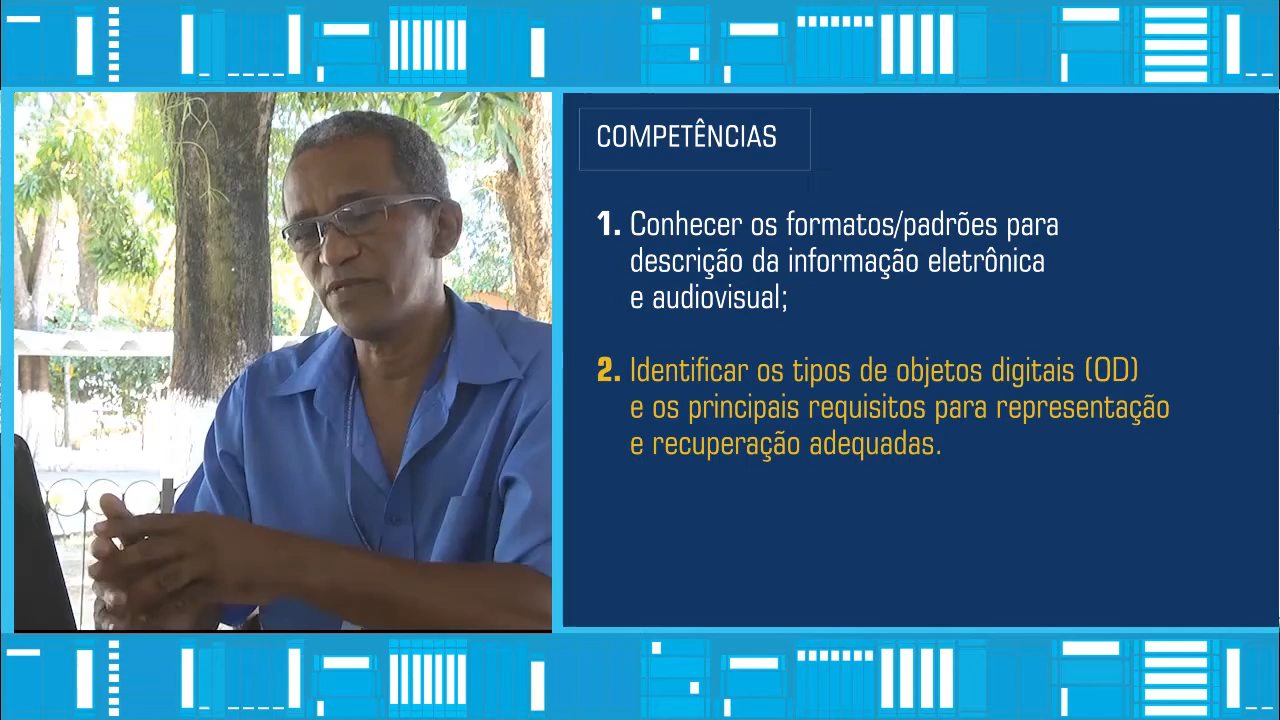 COMPETÊNCIAS
1. Conhecer os formatos/padrões para
descrição da informação eletrônica
e audiovisual;
2. Identificar os tipos de objetos digitais (OD)
e os principais requisitos para representação
e recuperação adequadas.